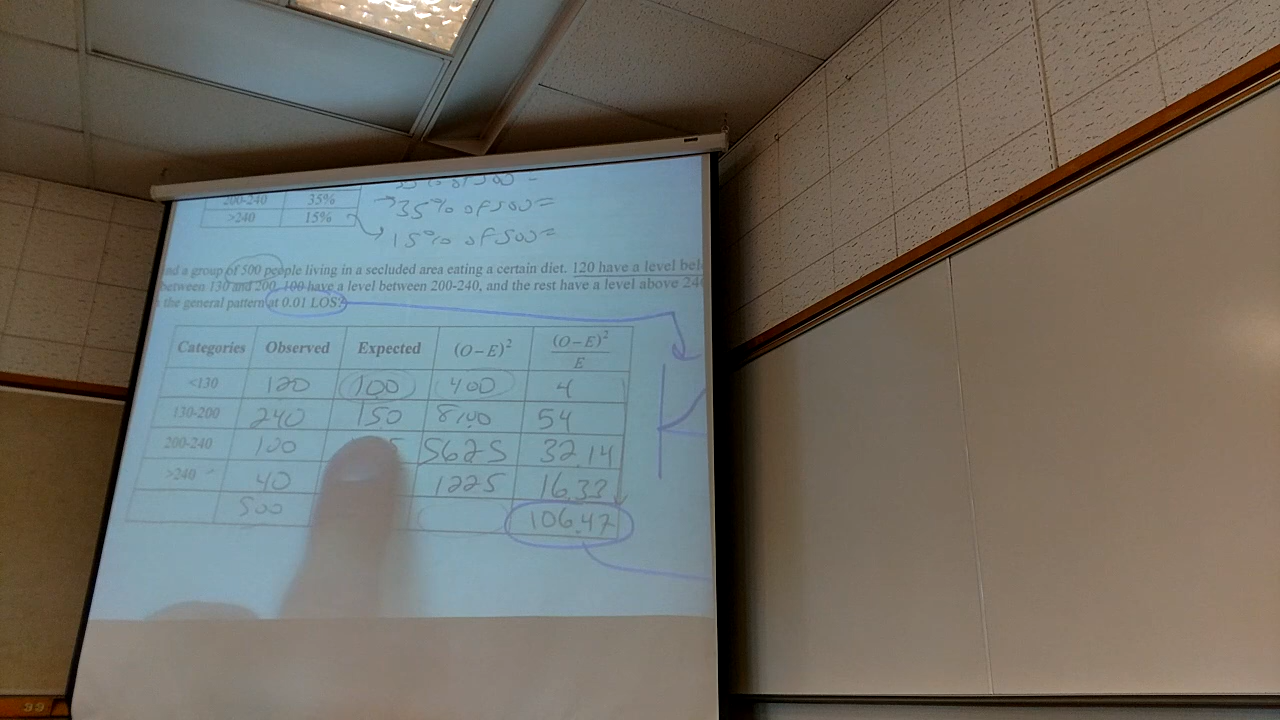 200-240 35% → 35% of 500 =
>240 15% → 15% of 500 =
a group of 500 people living in a secluded area eating a certain diet. 120 have a level
between 130 and 200, 100 have a level between 200-240, and the rest have a level above
the general pattern at 0.01 LOS?
Categories Observed Expected (O-E)² (O-E)²/E
<130 120 100 400 4
130-200 240 150 8100 54
200-240 100 5625 32.14
>240 40 1225 16.33
500 106.47
33